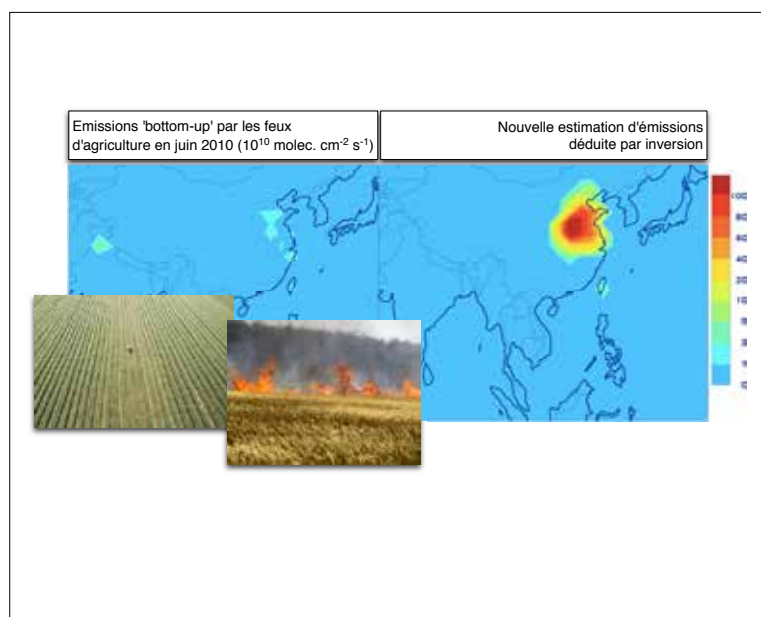 Emissions 'bottom-up' par les feux
d'agriculture en juin 2010 (10¹⁰ molec. cm⁻² s⁻¹)
Nouvelle estimation d'émissions
déduite par inversion